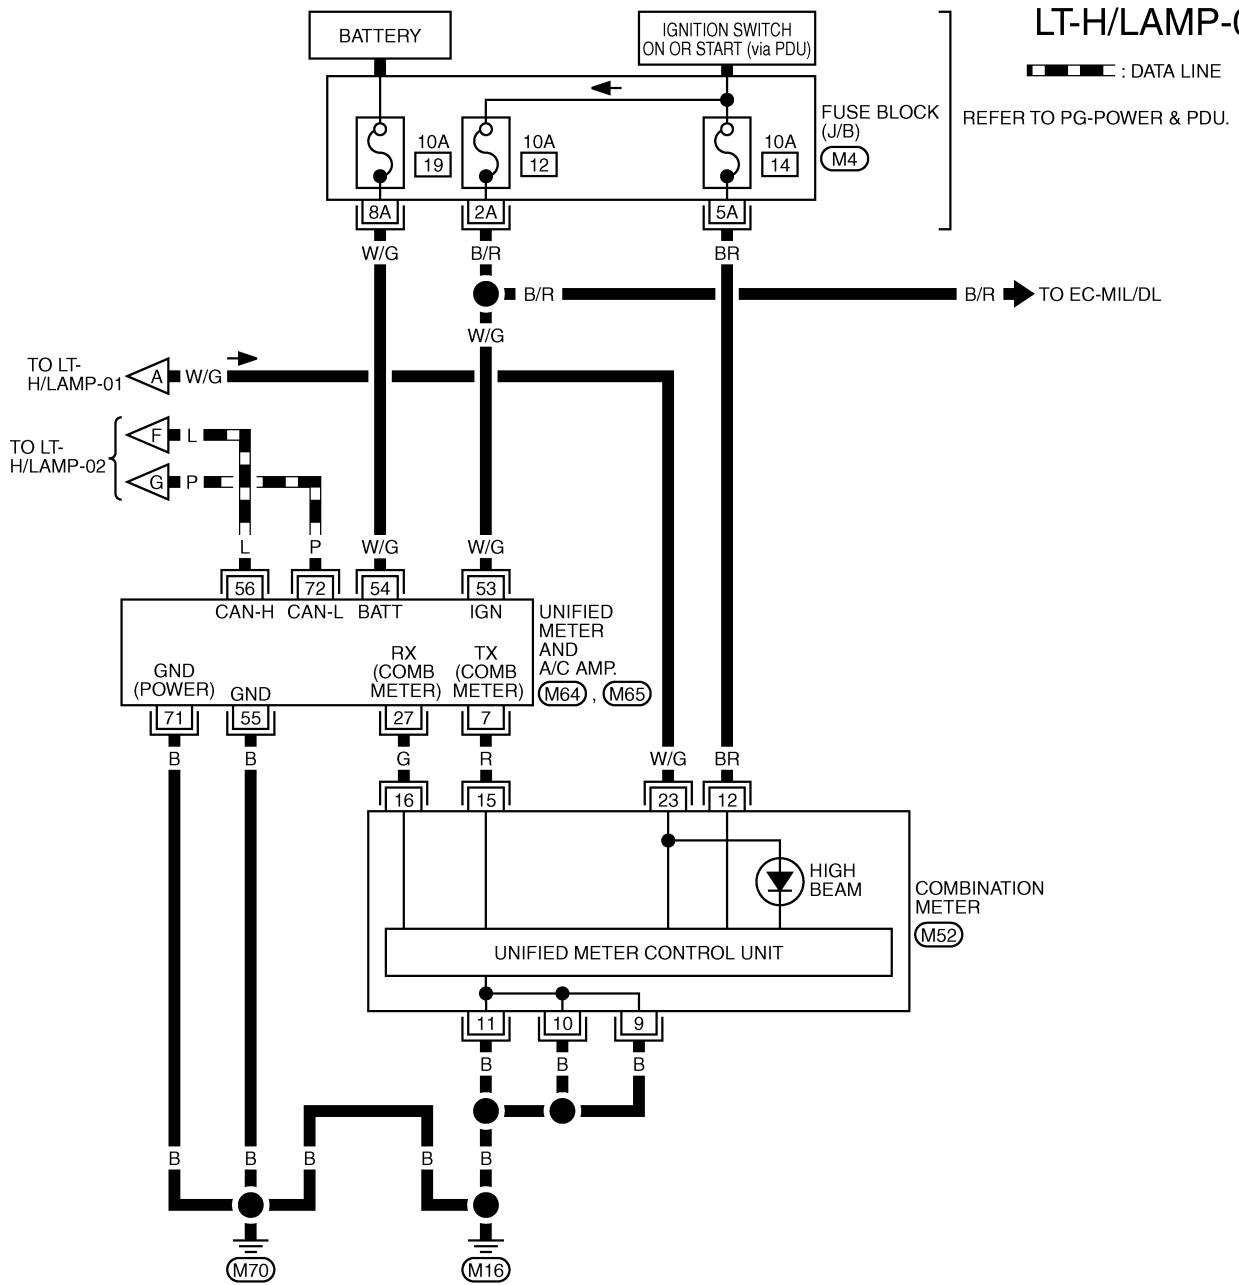 LT-H/LAMP-0
BATTERY
IGNITION SWITCH
ON OR START (via PDU)
: DATA LINE
REFER TO PG-POWER & PDU.
FUSE BLOCK
(J/B)
M4
10A
19
10A
12
10A
14
8A
2A
5A
W/G
B/R
BR
B/R
B/R
TO EC-MIL/DL
W/G
TO LT-
H/LAMP-01
A
W/G
TO LT-
H/LAMP-02
F
L
G
P
L
P
W/G
W/G
56
72
54
53
CAN-H
CAN-L
BATT
IGN
UNIFIED
METER
AND
A/C AMP.
M64 , M65
GND
(POWER)
GND
RX
(COMB
METER)
TX
(COMB
METER)
71
55
27
7
B
B
G
R
W/G
BR
16
15
23
12
HIGH
BEAM
COMBINATION
METER
M52
UNIFIED METER CONTROL UNIT
11
10
9
B
B
B
B
B
B
B
B
M70
M16